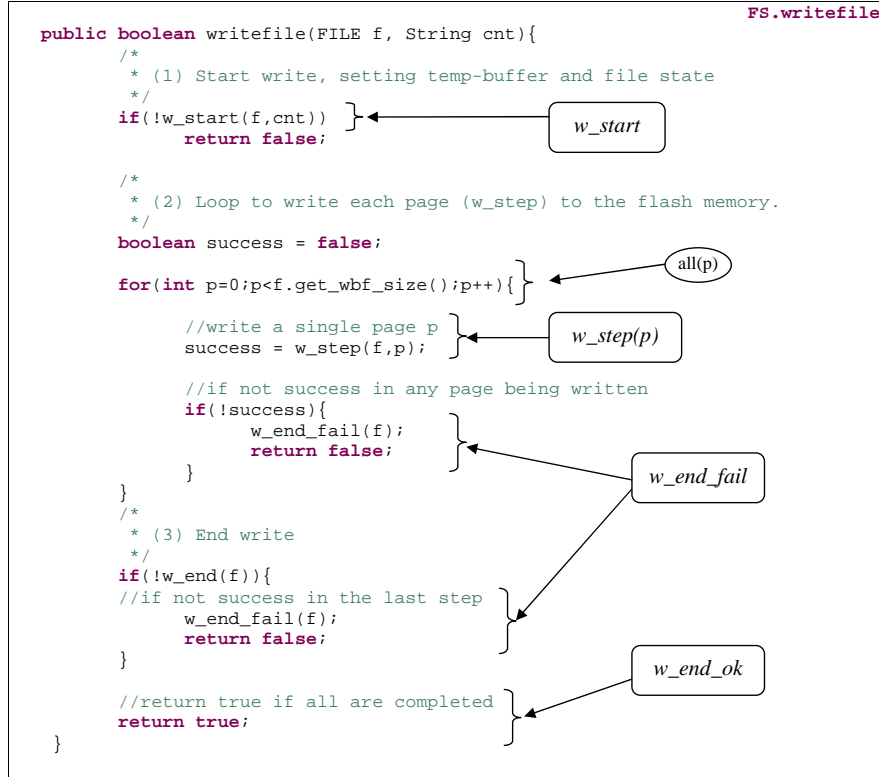 FS.writefile
public boolean writefile(FILE f, String cnt){
/*
* (1) Start write, setting temp-buffer and file state
*/
if(!w_start(f,cnt))
w_start
return false;
/*
* (2) Loop to write each page (w_step) to the flash memory.
*/
boolean success = false;
all(p)
for(int p=0;p<f.get_wbf_size();p++){
//write a single page p
w_step(p)
success = w_step(f,p);
//if not success in any page being written
if(!success){
w_end_fail(f);
return false;
}
w_end_fail
}
/*
* (3) End write
*/
if(!w_end(f)){
//if not success in the last step
w_end_fail(f);
return false;
}
w_end_ok
//return true if all are completed
return true;
}